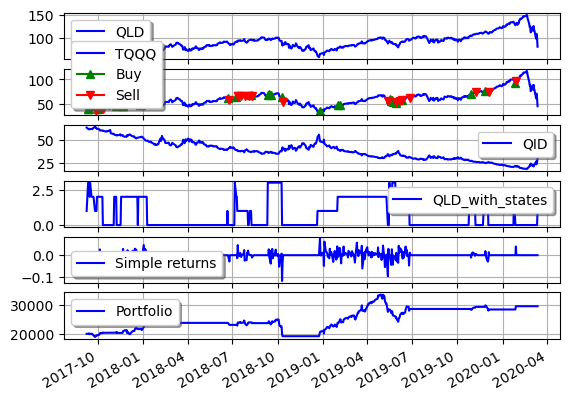 150
100
QLD
TQQQ
Buy
Sell
100
50
50
25
QID
2.5
0.0
QLD_with_states
0.0
−0.1
Simple returns
30000
20000
Portfolio
2017-10
2018-01
2018-04
2018-07
2018-10
2019-01
2019-04
2019-07
2019-10
2020-01
2020-04